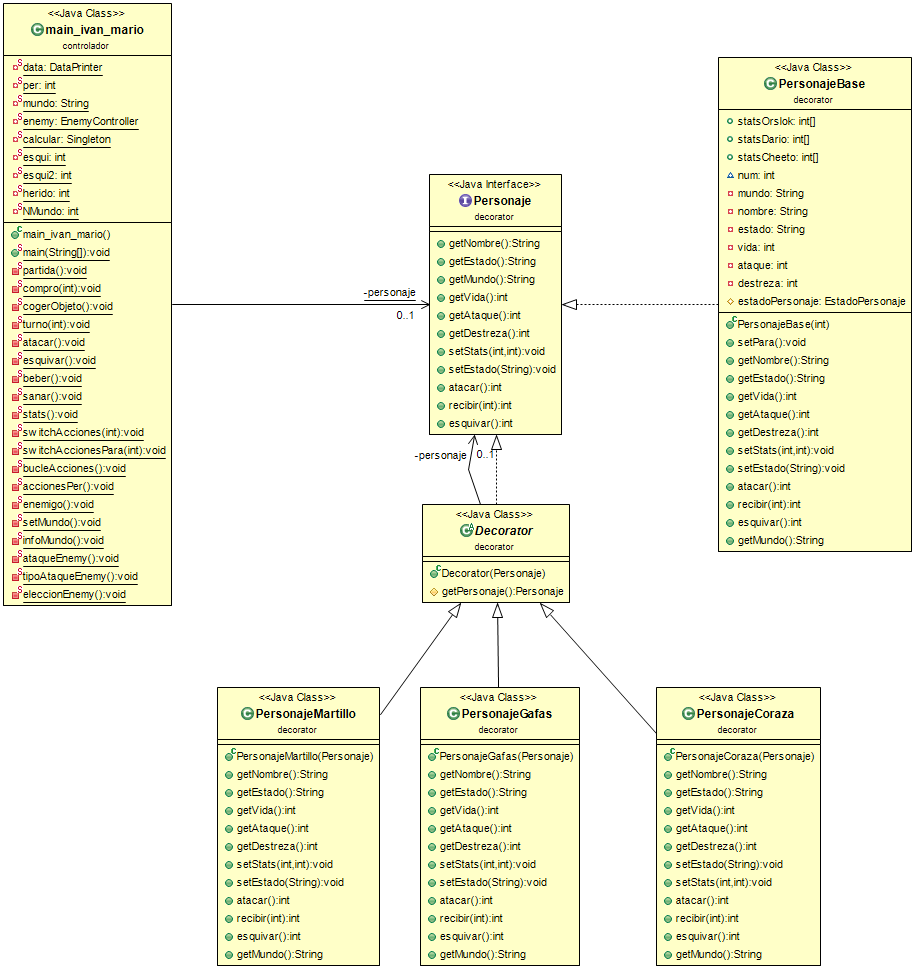 <<Java Class>>
main_ivan_mario
controlador
data: DataPrinter
per: int
mundo: String
enemy: EnemyController
calcular: Singleton
esqui: int
esqui2: int
herido: int
NMundo: int
main_ivan_mario()
main(String[]):void
partida():void
compro(int):void
cogerObjeto():void
turno(int):void
atacar():void
esquivar():void
beber():void
sanar():void
stats():void
switchAcciones(int):void
switchAccionesPara(int):void
bucleAcciones():void
accionesPer():void
enemigo():void
setMundo():void
infoMundo():void
ataqueEnemy():void
tipoAtaqueEnemy():void
eleccionEnemy():void
-personaje
0..1
<<Java Interface>>
Personaje
decorator
getNombre():String
getEstado():String
getMundo():String
getVida():int
getAtaque():int
getDestreza():int
setStats(int,int):void
setEstado(String):void
atacar():int
recibir(int):int
esquivar():int
<<Java Class>>
PersonajeBase
decorator
statsOrslok: int[]
statsDario: int[]
statsCheeto: int[]
num: int
mundo: String
nombre: String
estado: String
vida: int
ataque: int
destreza: int
estadoPersonaje: EstadoPersonaje
PersonajeBase(int)
setPara():void
getNombre():String
getEstado():String
getVida():int
getAtaque():int
getDestreza():int
setStats(int,int):void
setEstado(String):void
atacar():int
recibir(int):int
esquivar():int
getMundo():String
-personaje
0..1
<<Java Class>>
Decorator
decorator
Decorator(Personaje)
getPersonaje():Personaje
<<Java Class>>
PersonajeMartillo
decorator
PersonajeMartillo(Personaje)
getNombre():String
getEstado():String
getVida():int
getAtaque():int
getDestreza():int
setStats(int,int):void
setEstado(String):void
atacar():int
recibir(int):int
esquivar():int
getMundo():String
<<Java Class>>
PersonajeGafas
decorator
PersonajeGafas(Personaje)
getNombre():String
getEstado():String
getVida():int
getAtaque():int
getDestreza():int
setStats(int,int):void
setEstado(String):void
atacar():int
recibir(int):int
esquivar():int
getMundo():String
<<Java Class>>
PersonajeCoraza
decorator
PersonajeCoraza(Personaje)
getNombre():String
getEstado():String
getVida():int
getAtaque():int
getDestreza():int
setEstado(String):void
setStats(int,int):void
atacar():int
recibir(int):int
esquivar():int
getMundo():String